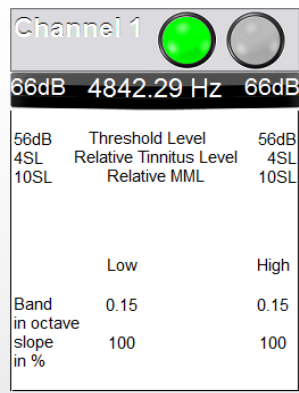 Channel 1
66dB 4842.29 Hz 66dB
56dB Threshold Level 56dB
4SL Relative Tinnitus Level 4SL
10SL Relative MML 10SL
Low High
Band 0.15 0.15
in octave
slope 100 100
in %